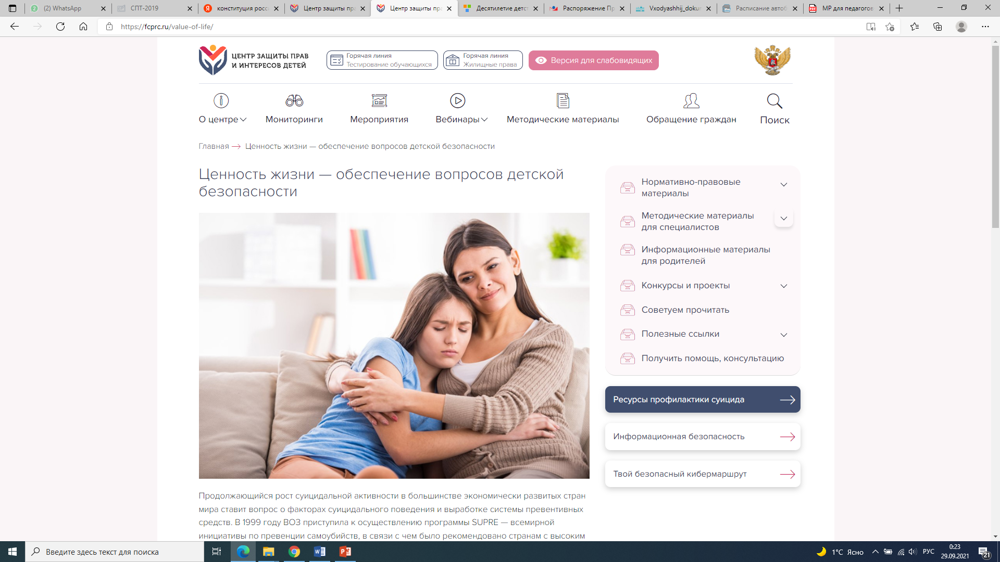 (2) WhatsApp
СПТ-2019
конституция росс
Центр защиты пра
Центр защиты пра
Десятилетие детст
Распоряжение Пр
Vxodyashhij_dokum
Расписание автоб
PDF
МР для педагогов
https://fcprc.ru/value-of-life/
ЦЕНТР ЗАЩИТЫ ПРАВ
И ИНТЕРЕСОВ ДЕТЕЙ
Горячая линия
Тестирование обучающихся
Горячая линия
Жилищные права
Версия для слабовидящих
О центре
Мониторинги
Мероприятия
Вебинары
Методические материалы
Обращение граждан
Поиск
Главная
Ценность жизни — обеспечение вопросов детской безопасности
Ценность жизни — обеспечение вопросов детской
безопасности
Нормативно-правовые
материалы
Методические материалы
для специалистов
Информационные материалы
для родителей
Конкурсы и проекты
Советуем прочитать
Полезные ссылки
Получить помощь, консультацию
Ресурсы профилактики суицида
Информационная безопасность
Твой безопасный кибермаршрут
Продолжающийся рост суицидальной активности в большинстве экономически развитых стран
мира ставит вопрос о факторах суицидального поведения и выработке системы превентивных
средств. В 1999 году ВОЗ приступила к осуществлению программы SUPRE — всемирной
инициативы по превенции самоубийств, в связи с чем было рекомендовано странам с высоким
Введите здесь текст для поиска
1°C Ясно
РУС
0:23
29.09.2021
21